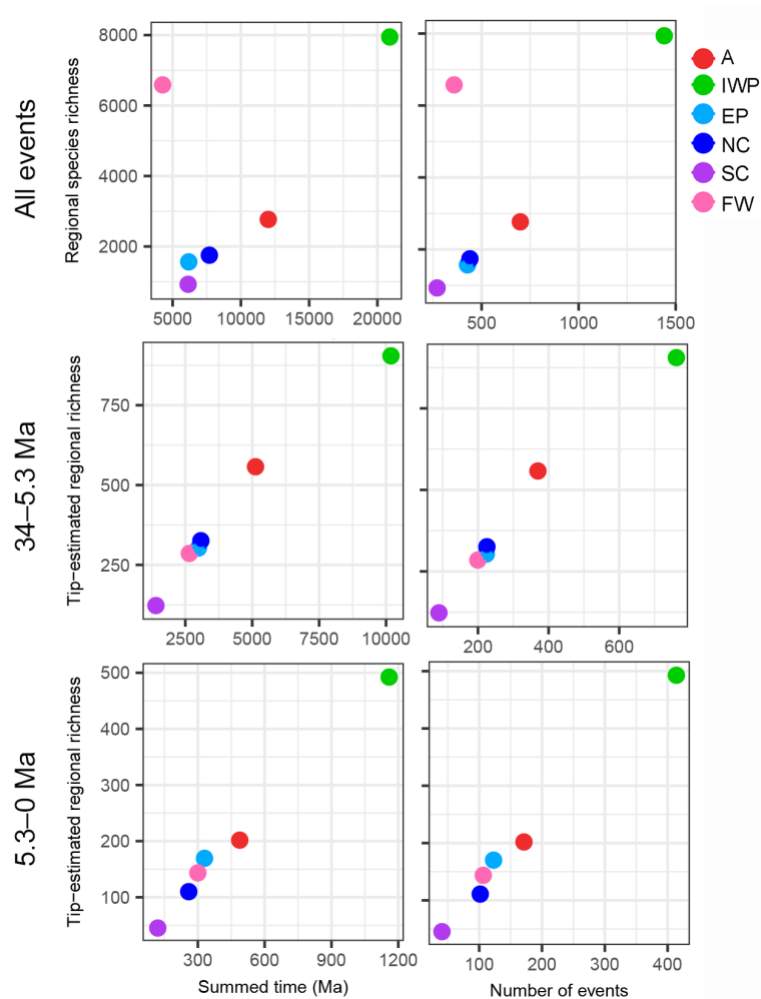 All events
Regional species richness
8000
6000
4000
2000
5000 10000 15000 20000
500 1000 1500
A
IWP
EP
NC
SC
FW
34–5.3 Ma
Tip−estimated regional richness
750
500
250
2500 5000 7500 10000
200 400 600
5.3–0 Ma
Tip−estimated regional richness
500
400
300
200
100
300 600 900 1200
100 200 300 400
Summed time (Ma)
Number of events